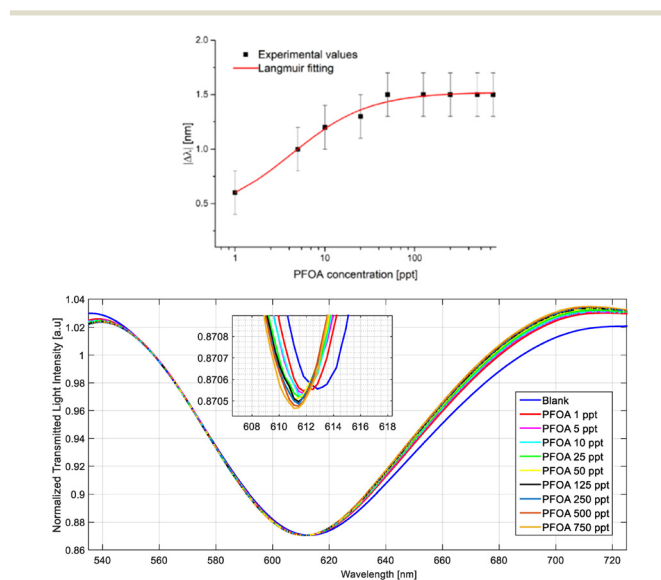 2.0
1.5
1.0
0.5
|Δλ| [nm]
Experimental values
Langmuir fitting
1 10 100
PFOA concentration [ppt]
1.04
1.02
1
0.98
0.96
0.94
0.92
0.9
0.88
0.86
Normalized Transmitted Light Intensity [a.u]
0.8708
0.8707
0.8706
0.8705
608 610 612 614 616 618
Blank
PFOA 1 ppt
PFOA 5 ppt
PFOA 10 ppt
PFOA 25 ppt
PFOA 50 ppt
PFOA 125 ppt
PFOA 250 ppt
PFOA 500 ppt
PFOA 750 ppt
540 560 580 600 620 640 660 680 700 720
Wavelength [nm]